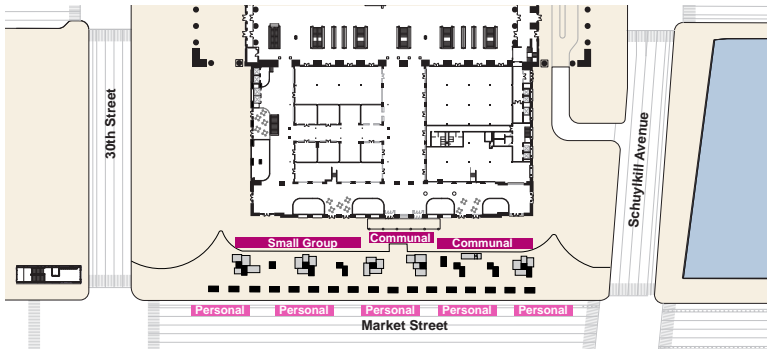 30th Street
Schuylkill Avenue
Communal
Small Group
Communal
Personal
Personal
Personal
Personal
Personal
Market Street